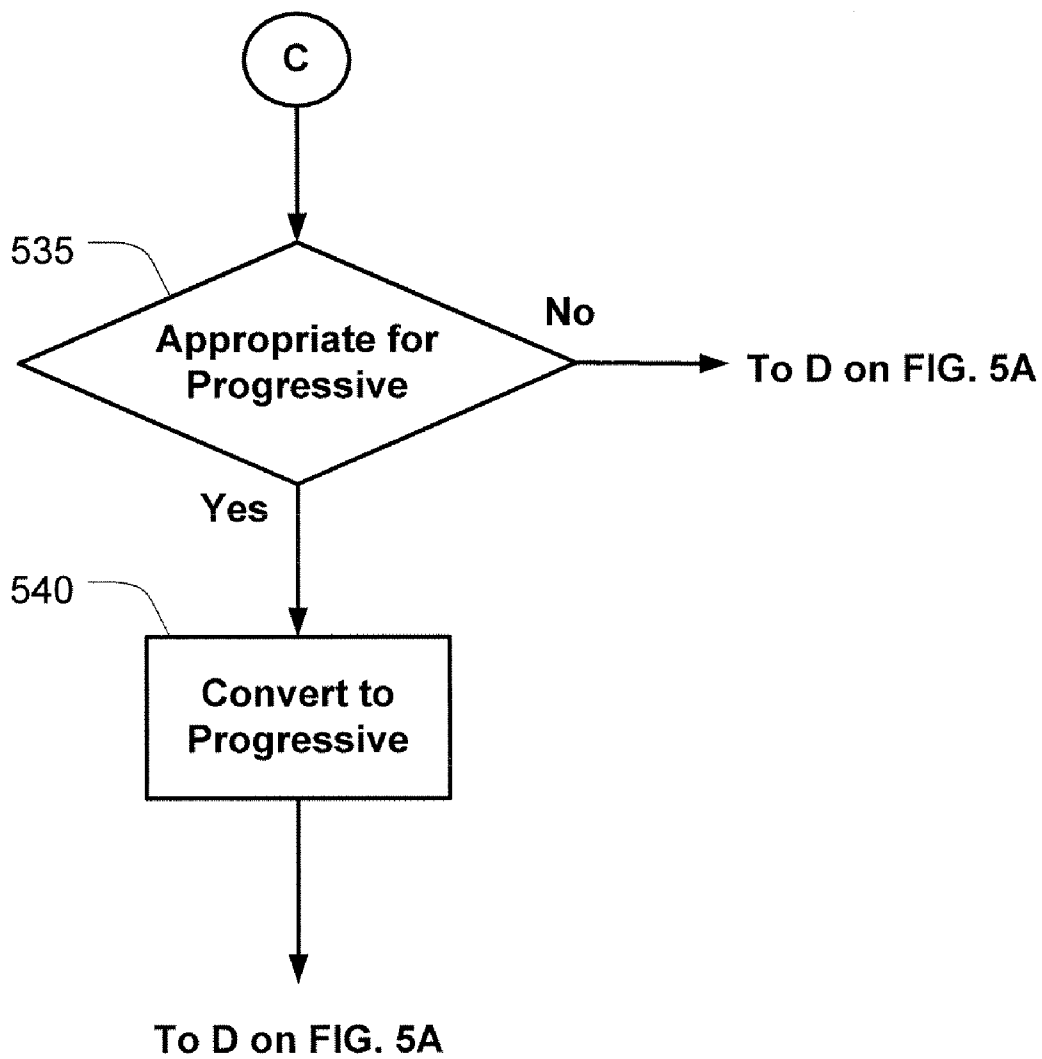 C
535
Appropriate for
Progressive
No
To D on FIG. 5A
Yes
540
Convert to
Progressive
To D on FIG. 5A